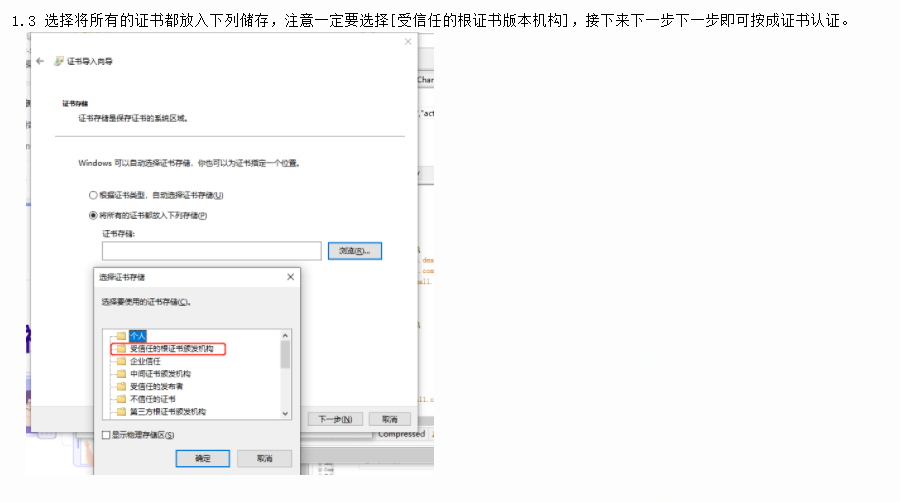 1.3 选择将所有的证书都放入下列储存，注意一定要选择[受信任的根证书版本机构]，接下来下一步下一步即可按成证书认证。
证书导入向导
Char
证书存储
证书存储是保存证书的系统区域。
","act
Windows 可以自动选择证书存储，你也可以为证书指定一个位置。
根据证书类型，自动选择证书存储(U)
将所有的证书都放入下列存储(P)
证书存储:
浏览(R)...
.dma
.com
all.
选择证书存储
选择要使用的证书存储(C)。
个人
受信任的根证书颁发机构
企业信任
中间证书颁发机构
受信任的发布者
不信任的证书
第三方根证书颁发机构
ll.c
下一步(N)
取消
显示物理存储区(S)
Compressed
确定
取消